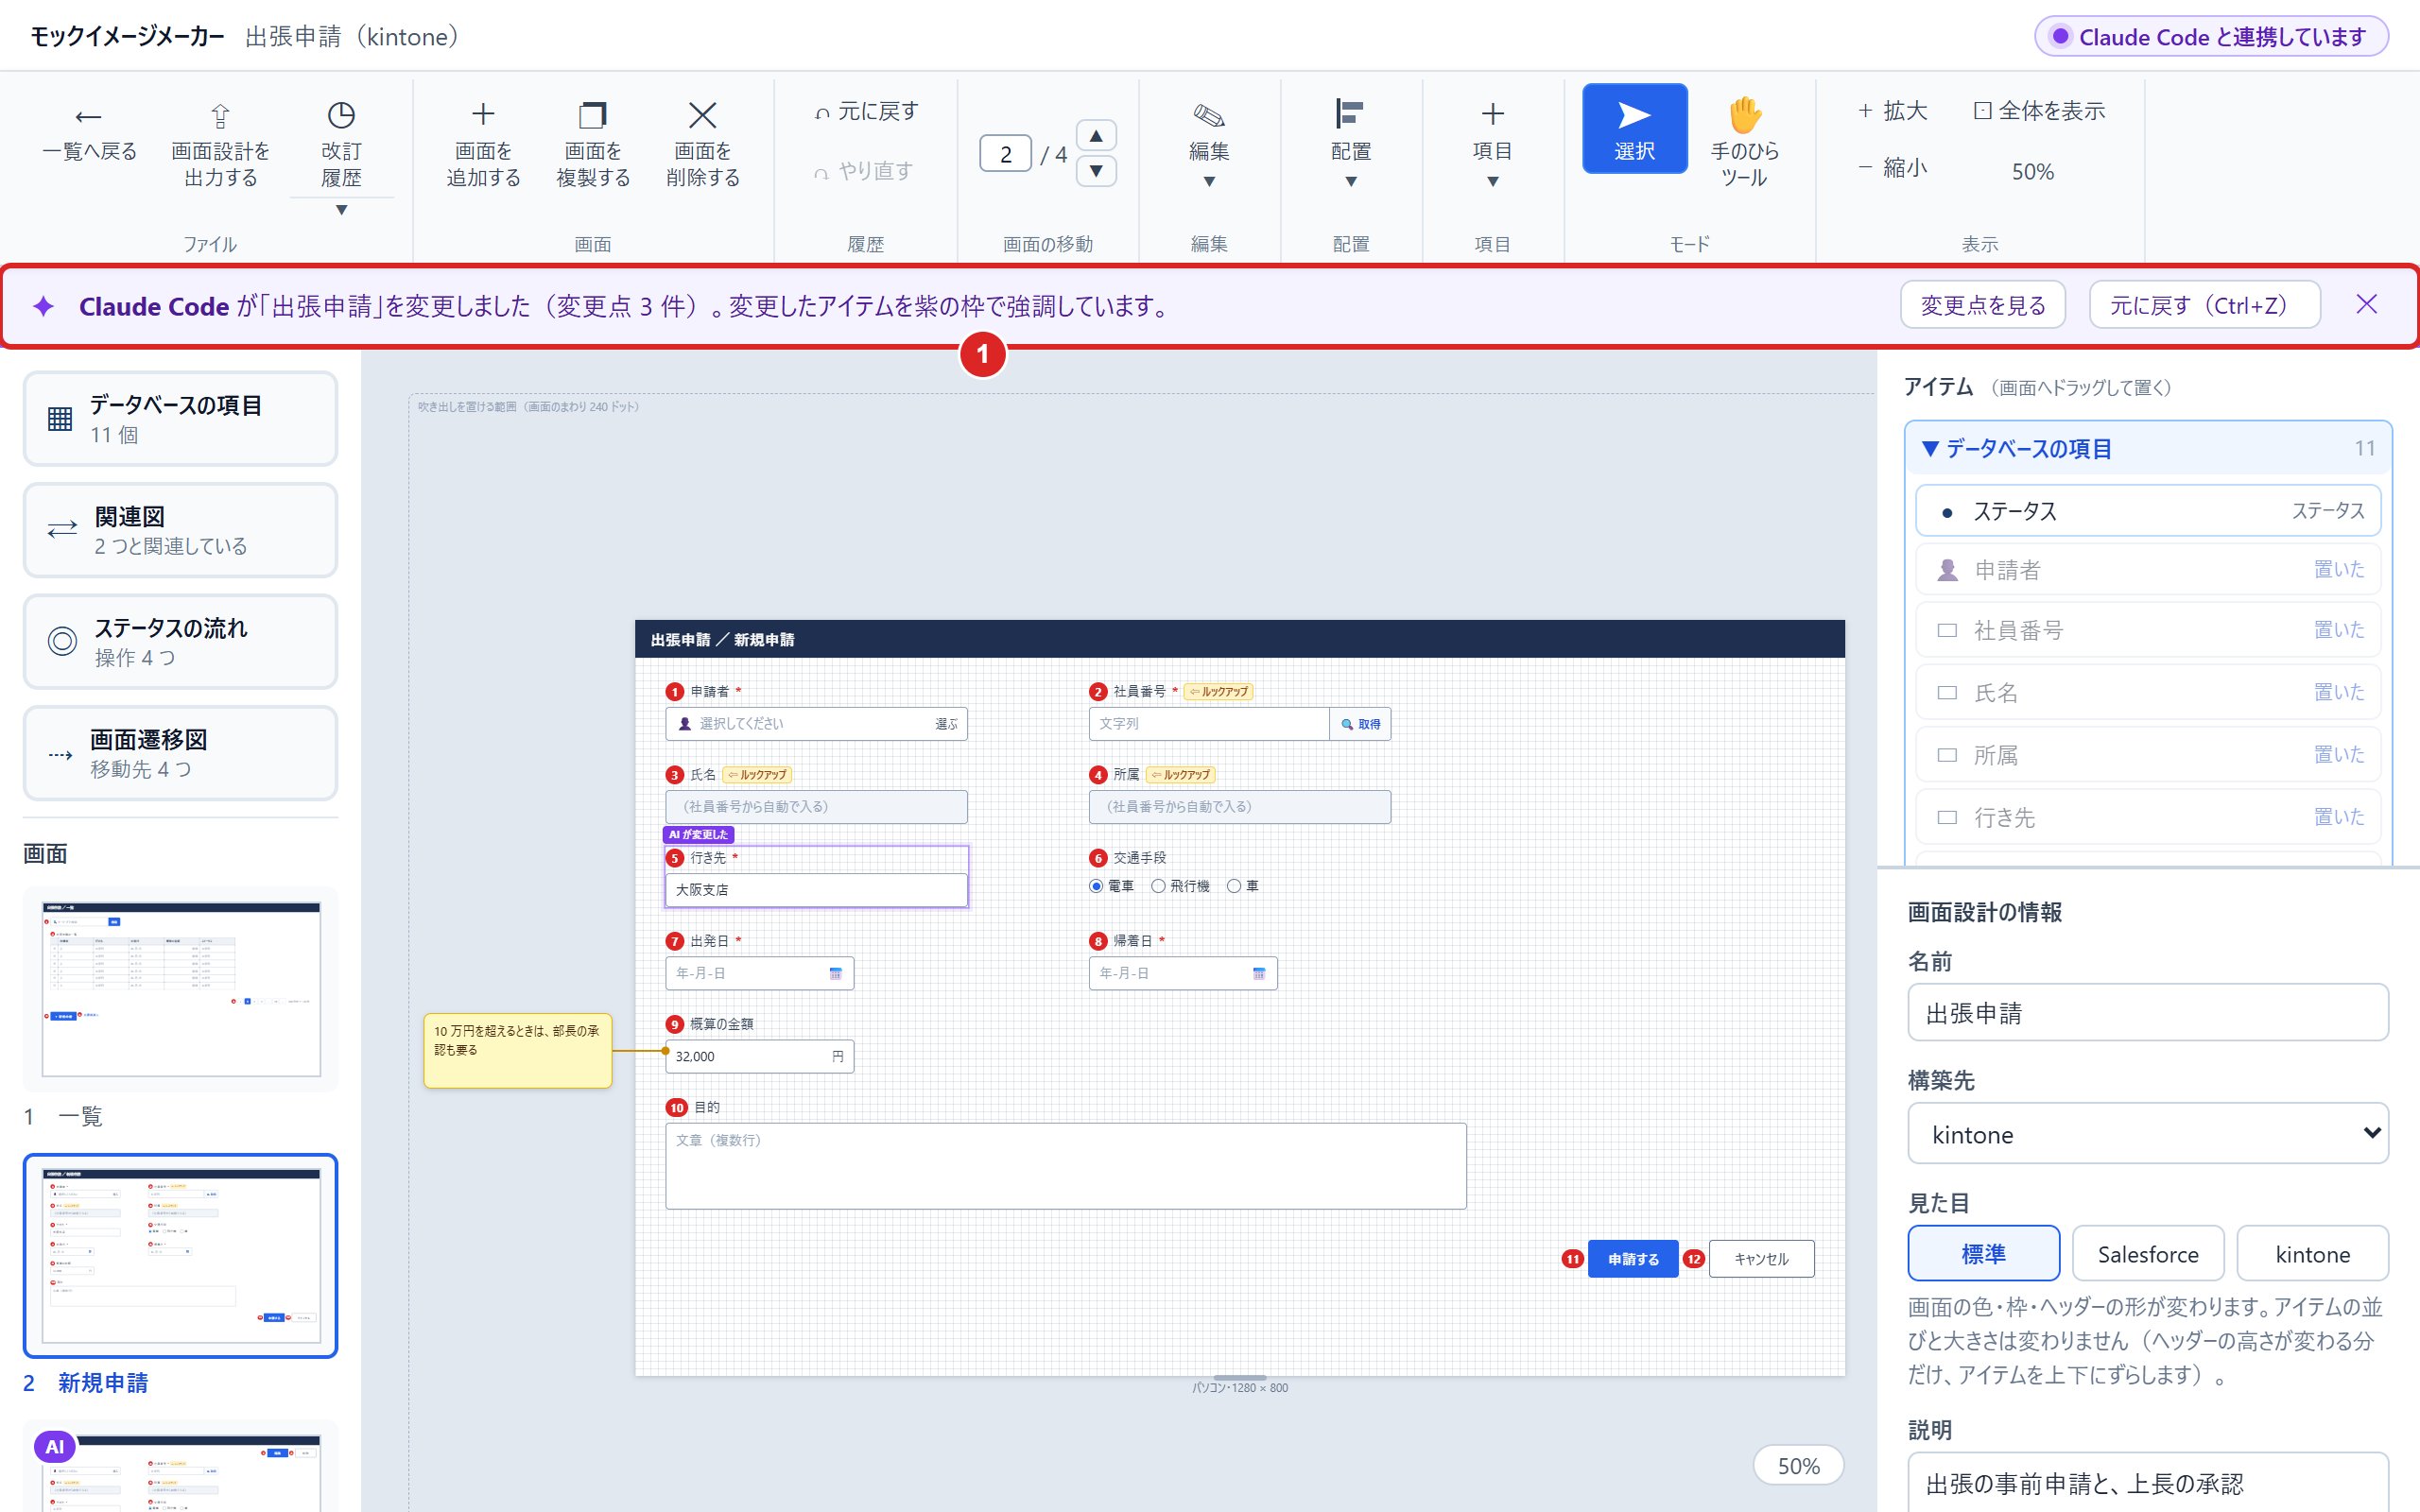 モックイメージメーカー 出張申請（kintone）
Claude Code と連携しています
一覧へ戻る
画面設計を
出力する
改訂
履歴
ファイル
画面を
追加する
画面を
複製する
画面を
削除する
画面
元に戻す
やり直す
履歴
2 / 4
画面の移動
編集
編集
配置
配置
項目
項目
選択
手のひら
ツール
モード
+ 拡大
− 縮小
全体を表示
50%
表示
Claude Code が「出張申請」を変更しました（変更点 3 件）。変更したアイテムを紫の枠で強調しています。
変更点を見る
元に戻す（Ctrl+Z）
1
データベースの項目
11 個
関連図
2 つと関連している
ステータスの流れ
操作 4 つ
画面遷移図
移動先 4 つ
画面
1 一覧
2 新規申請
AI
吹き出しを置ける範囲（画面のまわり 240 ドット）
出張申請 ／ 新規申請
1 申請者 *
選択してください 選ぶ
2 社員番号 * ⇦ ルックアップ
文字列 取得
3 氏名 ⇦ ルックアップ
（社員番号から自動で入る）
4 所属 ⇦ ルックアップ
（社員番号から自動で入る）
AI が変更した
5 行き先 *
大阪支店
6 交通手段
電車 飛行機 車
7 出発日 *
年-月-日
8 帰着日 *
年-月-日
9 概算の金額
32,000 円
10 万円を超えるときは、部長の承
認も要る
10 目的
文章（複数行）
11 申請する
12 キャンセル
パソコン・1280 × 800
50%
アイテム （画面へドラッグして置く）
▼ データベースの項目 11
ステータス ステータス
申請者 置いた
社員番号 置いた
氏名 置いた
所属 置いた
行き先 置いた
画面設計の情報
名前
出張申請
構築先
kintone
見た目
標準
Salesforce
kintone
画面の色・枠・ヘッダーの形が変わります。アイテムの並
びと大きさは変わりません（ヘッダーの高さが変わる分
だけ、アイテムを上下にずらします）。
説明
出張の事前申請と、上長の承認